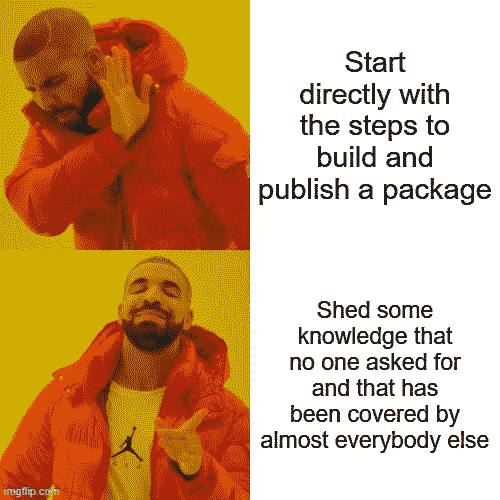 Start
directly with
the steps to
build and
publish a package
Shed some
knowledge that
no one asked for
and that has
been covered by
almost everybody else
imgflip.com